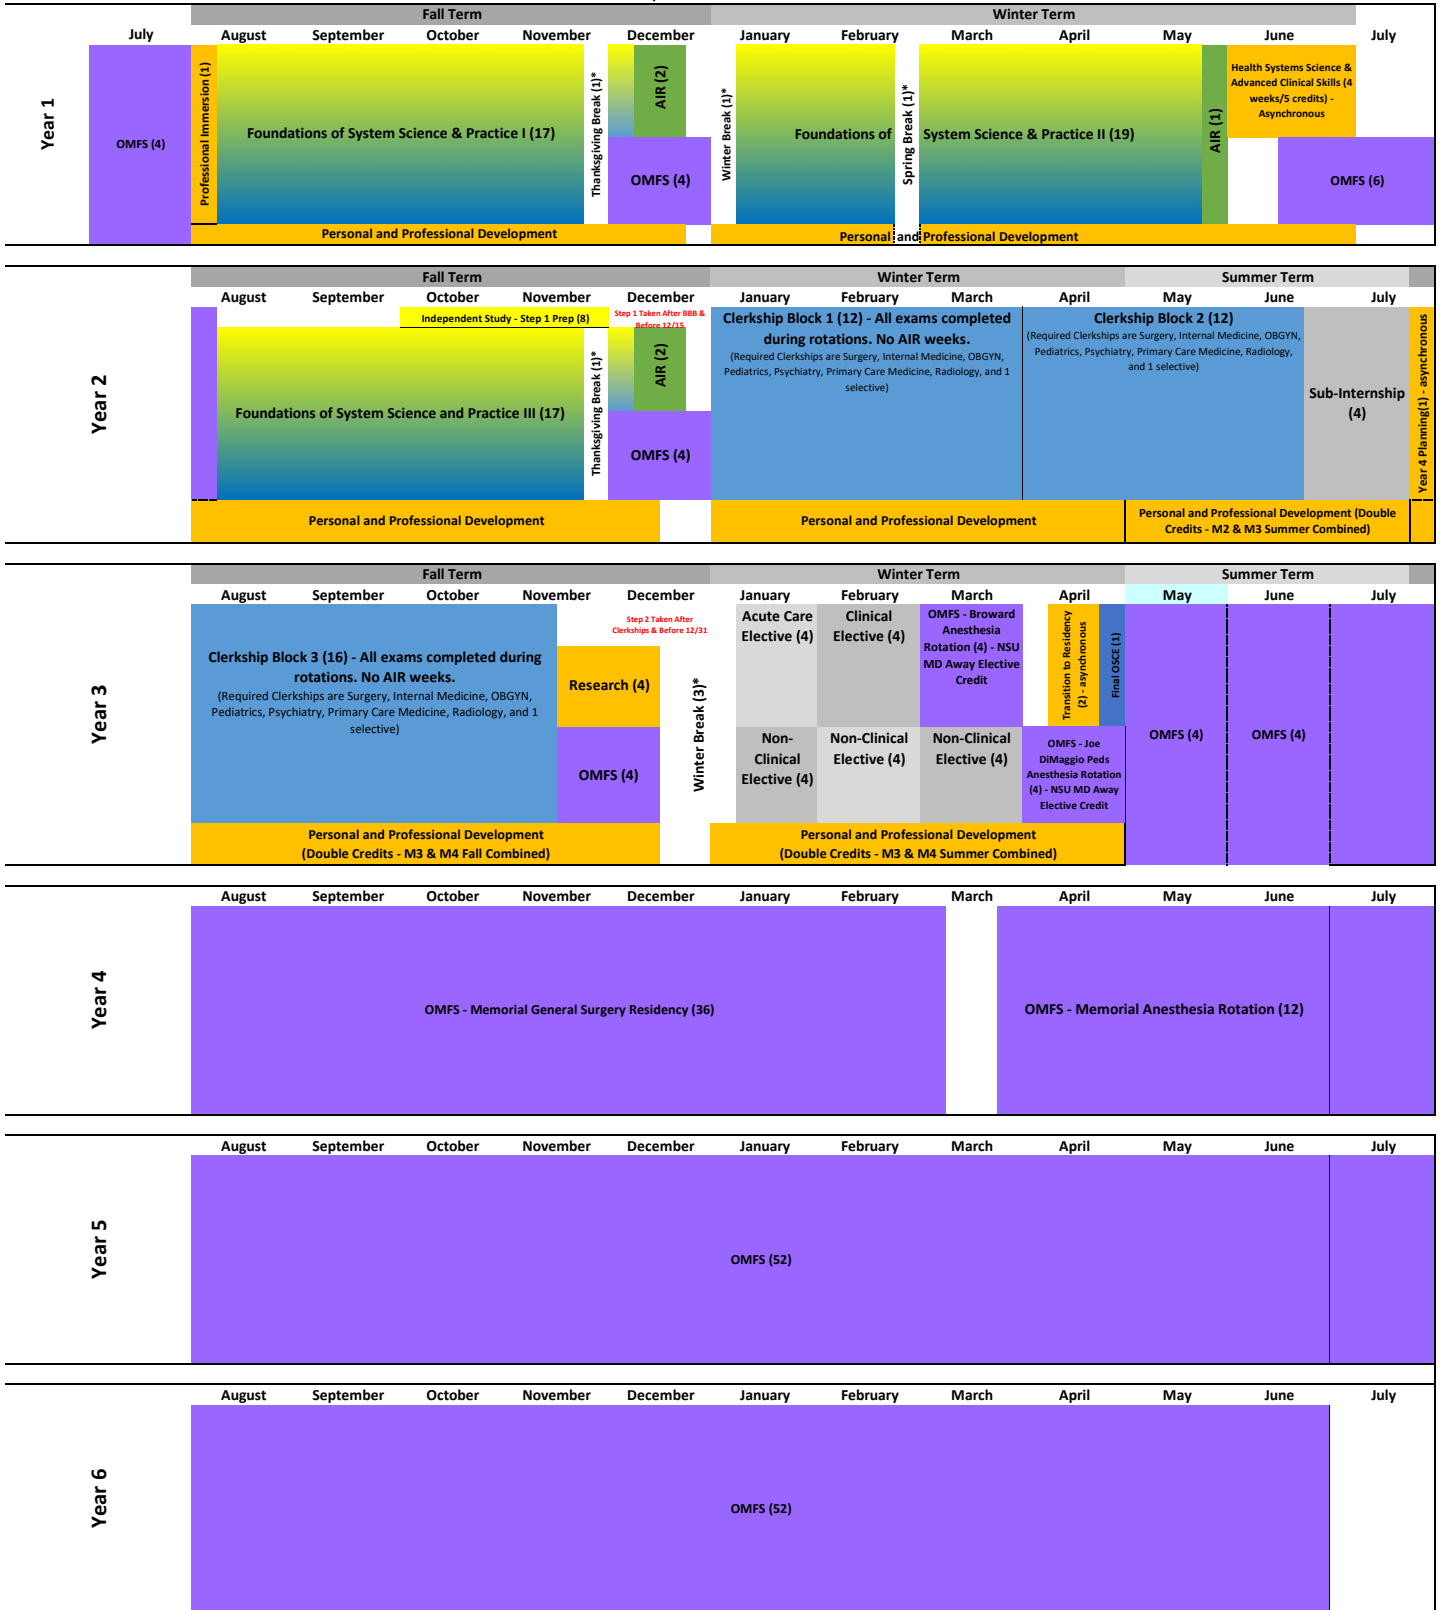 Fall Term
Winter Term
July
August
September
October
November
December
January
February
March
April
May
June
July
Year 1
OMFS (4)
Professional Immersion (1)
Foundations of System Science & Practice I (17)
Thanksgiving Break (1)*
AIR (2)
OMFS (4)
Winter Break (1)*
Foundations of
Spring Break (1)*
System Science & Practice II (19)
AIR (1)
Health Systems Science &
Advanced Clinical Skills (4
weeks/5 credits) -
Asynchronous
OMFS (6)
Personal and Professional Development
Personal and Professional Development
Fall Term
Winter Term
Summer Term
August
September
October
November
December
January
February
March
April
May
June
July
Year 2
Independent Study - Step 1 Prep (8)
Step 1 Taken After BBB &
Before 12/15
Foundations of System Science and Practice III (17)
Thanksgiving Break (1)*
AIR (2)
OMFS (4)
Clerkship Block 1 (12) - All exams completed
during rotations. No AIR weeks.
(Required Clerkships are Surgery, Internal Medicine, OBGYN,
Pediatrics, Psychiatry, Primary Care Medicine, Radiology, and 1
selective)
Clerkship Block 2 (12)
(Required Clerkships are Surgery, Internal Medicine, OBGYN,
Pediatrics, Psychiatry, Primary Care Medicine, Radiology,
and 1 selective)
Sub-Internship
(4)
Year 4 Planning(1) - asynchronous
Personal and Professional Development
Personal and Professional Development
Personal and Professional Development (Double
Credits - M2 & M3 Summer Combined)
Fall Term
Winter Term
Summer Term
August
September
October
November
December
January
February
March
April
May
June
July
Year 3
Clerkship Block 3 (16) - All exams completed during
rotations. No AIR weeks.
(Required Clerkships are Surgery, Internal Medicine, OBGYN,
Pediatrics, Psychiatry, Primary Care Medicine, Radiology, and 1
selective)
Step 2 Taken After
Clerkships & Before 12/31
Research (4)
OMFS (4)
Winter Break (3)*
Acute Care
Elective (4)
Clinical
Elective (4)
OMFS - Broward
Anesthesia
Rotation (4) - NSU
MD Away Elective
Credit
Transition to Residency
(2) - asynchronous
Final OSCE (1)
Non-
Clinical
Elective (4)
Non-Clinical
Elective (4)
Non-Clinical
Elective (4)
OMFS - Joe
DiMaggio Peds
Anesthesia Rotation
(4) - NSU MD Away
Elective Credit
OMFS (4)
OMFS (4)
Personal and Professional Development
(Double Credits - M3 & M4 Fall Combined)
Personal and Professional Development
(Double Credits - M3 & M4 Summer Combined)
August
September
October
November
December
January
February
March
April
May
June
July
Year 4
OMFS - Memorial General Surgery Residency (36)
OMFS - Memorial Anesthesia Rotation (12)
August
September
October
November
December
January
February
March
April
May
June
July
Year 5
OMFS (52)
August
September
October
November
December
January
February
March
April
May
June
July
Year 6
OMFS (52)